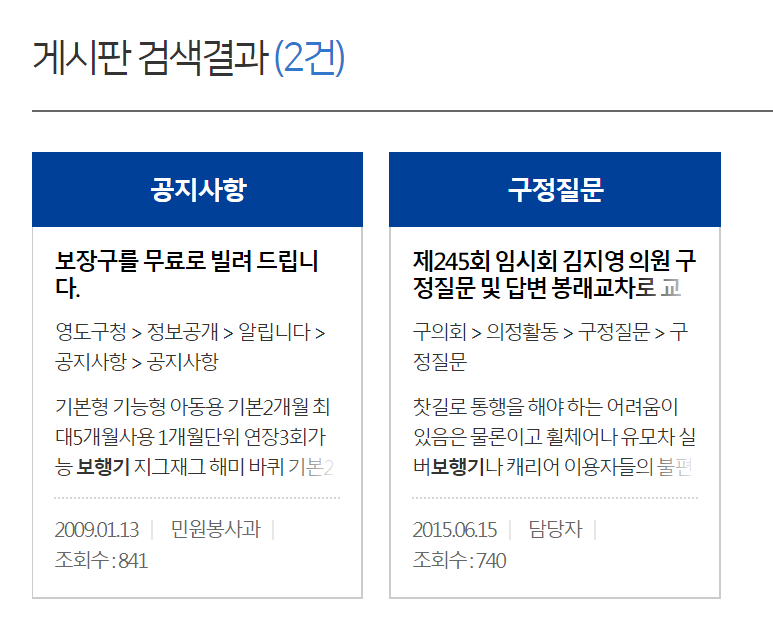 게시판 검색결과 (2건)
공지사항
보장구를 무료로 빌려 드립니
다.
영도구청 > 정보공개 > 알립니다 >
공지사항 > 공지사항
기본형 기능형 아동용 기본2개월 최
대5개월사용 1개월단위 연장3회가
능 보행기 지그재그 해미 바퀴 기본2
2009.01.13 | 민원봉사과 |
조회수 : 841
구정질문
제245회 임시회 김지영 의원 구
정질문 및 답변 봉래교차로 교
구의회 > 의정활동 > 구정질문 > 구
정질문
찻길로 통행을 해야 하는 어려움이
있음은 물론이고 휠체어나 유모차 실
버보행기나 캐리어 이용자들의 불편
2015.06.15 | 담당자 |
조회수 : 740